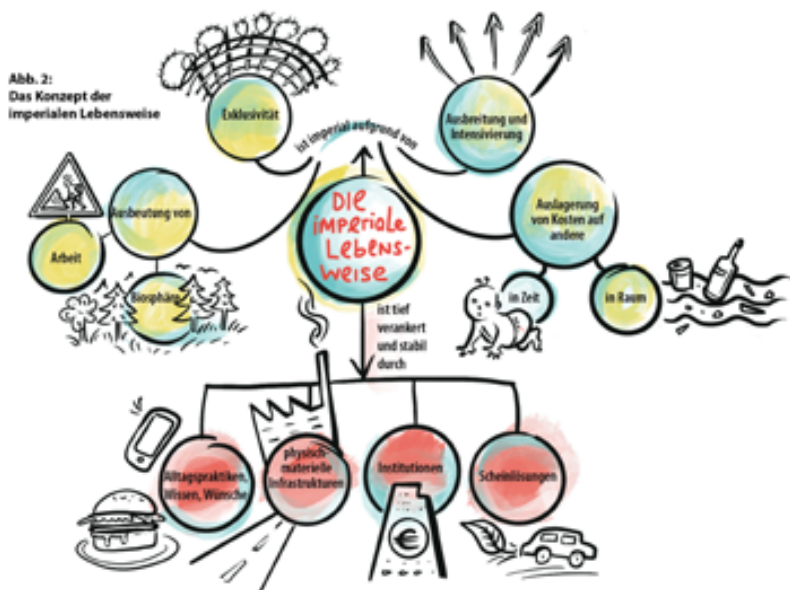 Abb. 2:
Das Konzept der
imperialen Lebensweise
Exklusivität
ist imperial aufgrund von
Ausbreitung und
Intensivierung
Ausbeutung von
Arbeit
Biosphäre
DIE
IMPERIALE
LEBENS-
WEISE
Auslagerung
von Kosten auf
andere
in Zeit
in Raum
ist tief
verankert
und stabil
durch
Alltagspraktiken,
Wissen, Wünsche
physisch-
materielle
Infrastrukturen
Institutionen
€
Scheinlösungen